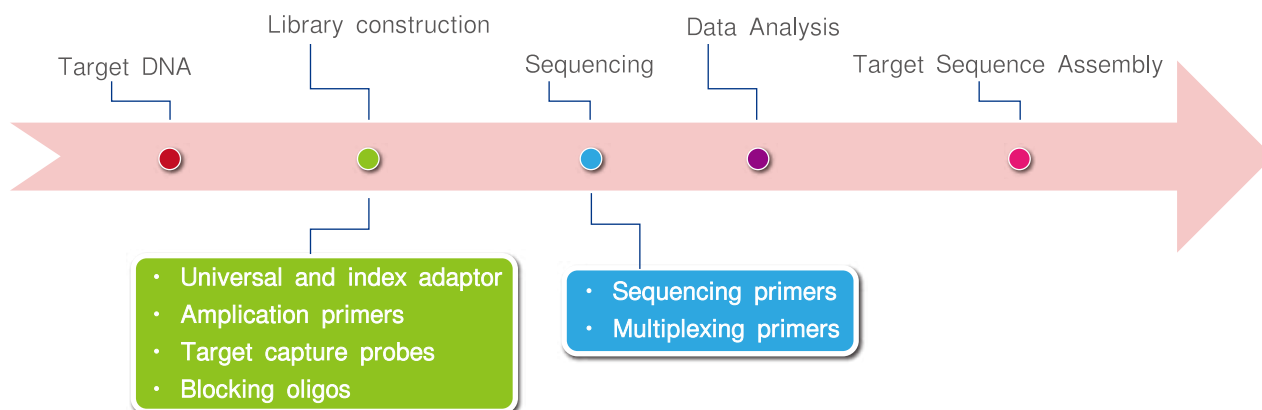 Target DNA
Library construction
Sequencing
Data Analysis
Target Sequence Assembly
· Universal and index adaptor
· Amplication primers
· Target capture probes
· Blocking oligos
· Sequencing primers
· Multiplexing primers